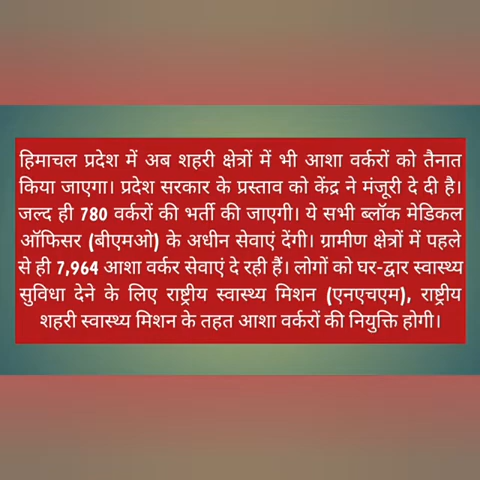 हिमाचल प्रदेश में अब शहरी क्षेत्रों में भी आशा वर्करों को तैनात
किया जाएगा। प्रदेश सरकार के प्रस्ताव को केंद्र ने मंजूरी दे दी है।
जल्द ही 780 वर्करों की भर्ती की जाएगी। ये सभी ब्लॉक मेडिकल
ऑफिसर (बीएमओ) के अधीन सेवाएं देंगी। ग्रामीण क्षेत्रों में पहले
से ही 7,964 आशा वर्कर सेवाएं दे रही हैं। लोगों को घर-द्वार स्वास्थ्य
सुविधा देने के लिए राष्ट्रीय स्वास्थ्य मिशन (एनएचएम), राष्ट्रीय
शहरी स्वास्थ्य मिशन के तहत आशा वर्करों की नियुक्ति होगी।